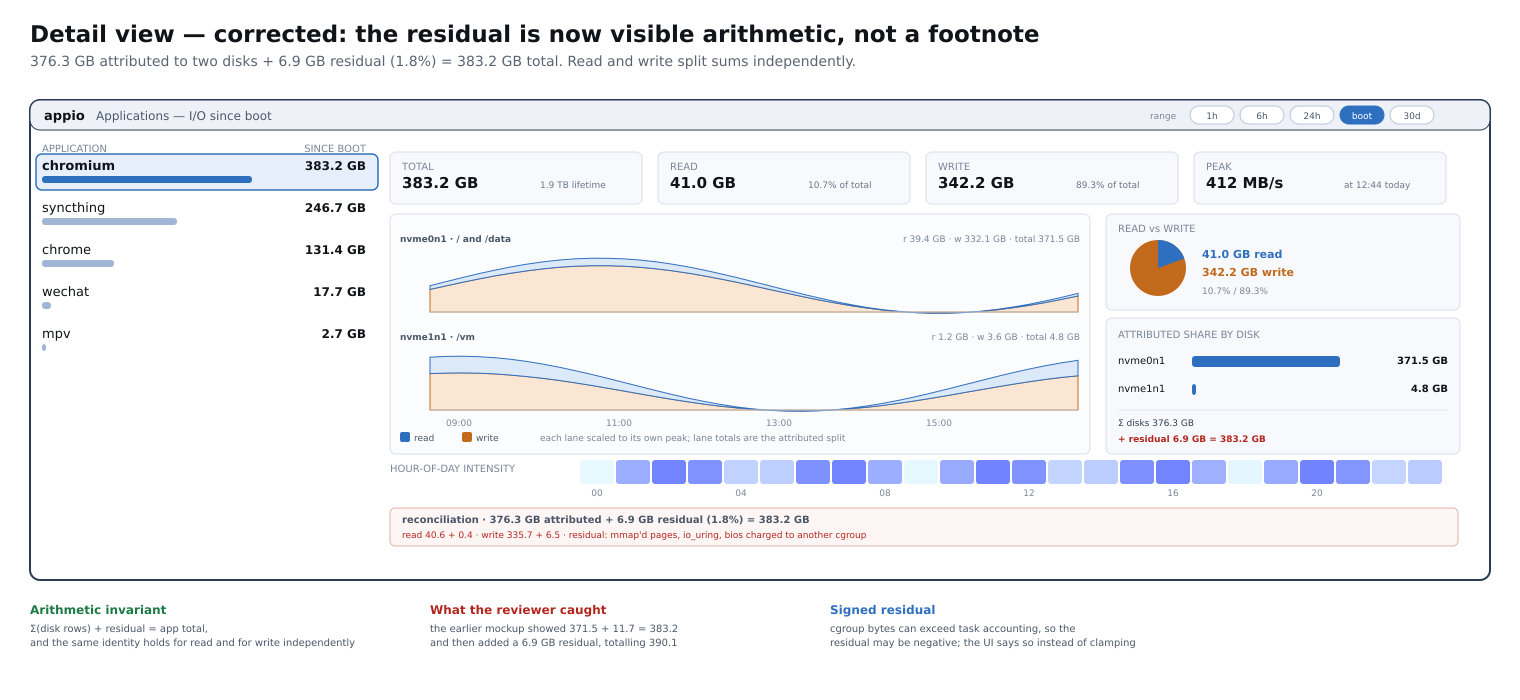 Detail view — corrected: the residual is now visible arithmetic, not a footnote
376.3 GB attributed to two disks + 6.9 GB residual (1.8%) = 383.2 GB total. Read and write split sums independently.
appio Applications — I/O since boot
range 1h 6h 24h boot 30d
APPLICATION SINCE BOOT
chromium 383.2 GB
syncthing 246.7 GB
chrome 131.4 GB
wechat 17.7 GB
mpv 2.7 GB
TOTAL
383.2 GB 1.9 TB lifetime
READ
41.0 GB 10.7% of total
WRITE
342.2 GB 89.3% of total
PEAK
412 MB/s at 12:44 today
nvme0n1 · / and /data r 39.4 GB · w 332.1 GB · total 371.5 GB
nvme1n1 · /vm r 1.2 GB · w 3.6 GB · total 4.8 GB
09:00 11:00 13:00 15:00
read write each lane scaled to its own peak; lane totals are the attributed split
READ vs WRITE
41.0 GB read
342.2 GB write
10.7% / 89.3%
ATTRIBUTED SHARE BY DISK
nvme0n1 371.5 GB
nvme1n1 4.8 GB
Σ disks 376.3 GB
+ residual 6.9 GB = 383.2 GB
HOUR-OF-DAY INTENSITY
00 04 08 12 16 20
reconciliation · 376.3 GB attributed + 6.9 GB residual (1.8%) = 383.2 GB
read 40.6 + 0.4 · write 335.7 + 6.5 · residual: mmap'd pages, io_uring, bios charged to another cgroup
Arithmetic invariant
Σ(disk rows) + residual = app total,
and the same identity holds for read and for write independently
What the reviewer caught
the earlier mockup showed 371.5 + 11.7 = 383.2
and then added a 6.9 GB residual, totalling 390.1
Signed residual
cgroup bytes can exceed task accounting, so the
residual may be negative; the UI says so instead of clamping